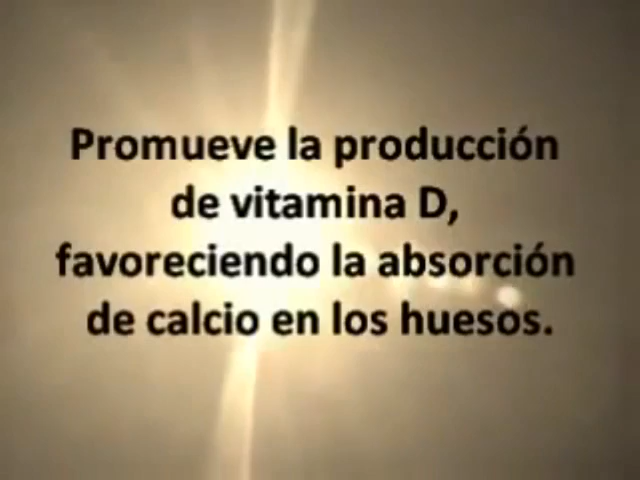 Promueve la producción
de vitamina D,
favoreciendo la absorción
de calcio en los huesos.